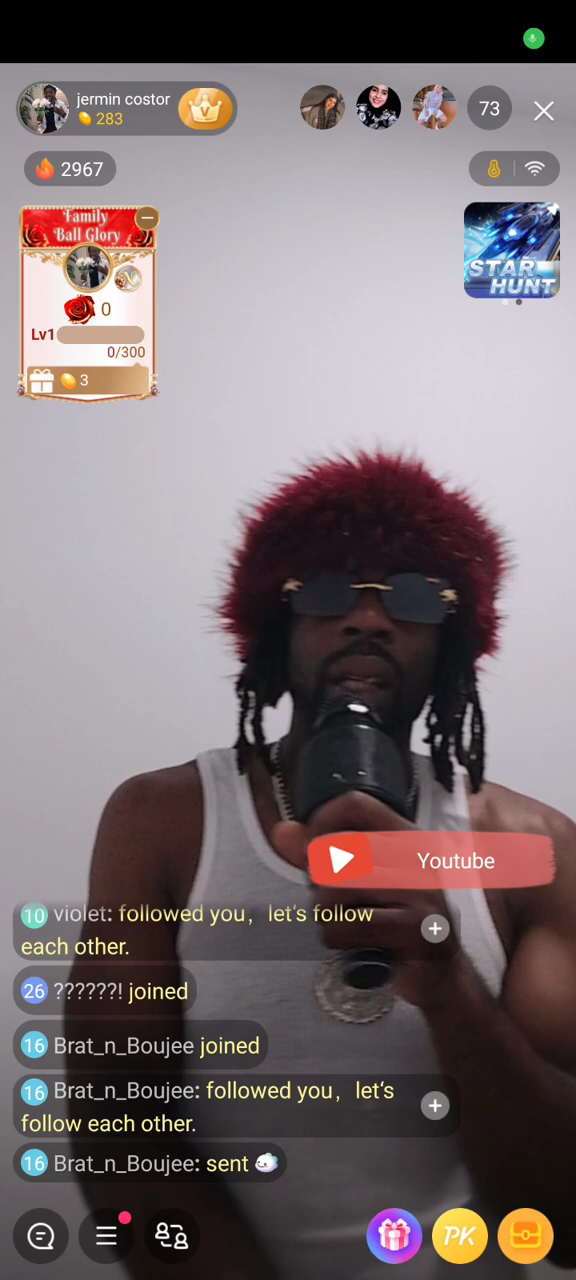 jermin costor
283
73
2967
Family
Ball Glory
0
Lv1
0/300
3
STAR
HUNT
Youtube
10 violet: followed you, let's follow
each other.
26 ??????! joined
16 Brat_n_Boujee joined
16 Brat_n_Boujee: followed you, let's
follow each other.
16 Brat_n_Boujee: sent
PK